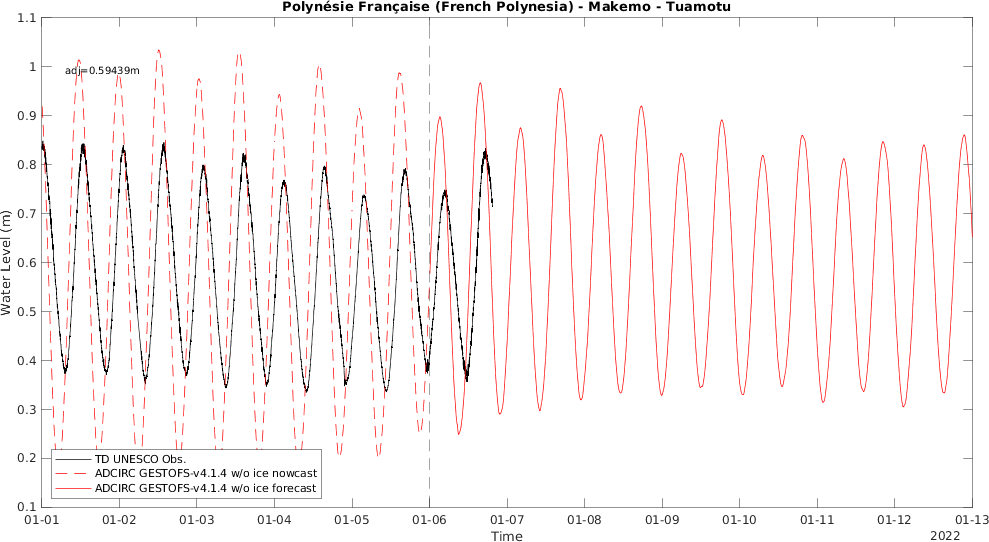 Polynésie Française (French Polynesia) - Makemo - Tuamotu
1.1
1
0.9
0.8
0.7
0.6
0.5
0.4
0.3
0.2
0.1
Water Level (m)
adj=0.59439m
TD UNESCO Obs.
ADCIRC GESTOFS-v4.1.4 w/o ice nowcast
ADCIRC GESTOFS-v4.1.4 w/o ice forecast
01-01 01-02 01-03 01-04 01-05 01-06 01-07 01-08 01-09 01-10 01-11 01-12 01-13
Time
2022